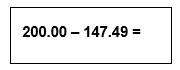 200.00 – 147.49 =